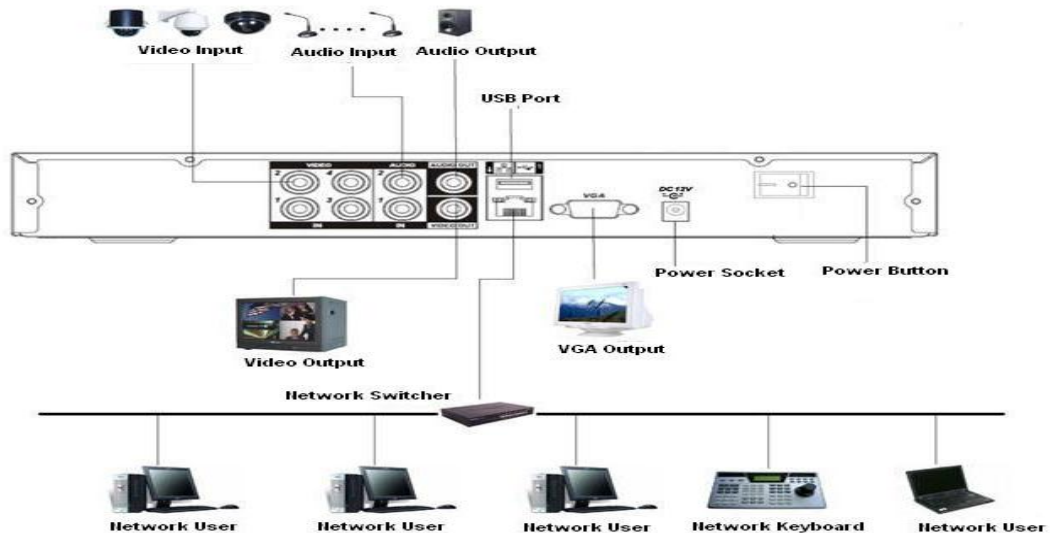 Video Input
Audio Input
Audio Output
USB Port
VIDEO
AUDIO
AUDIO OUT
2
4
2
1
3
1
IN
IN
VIDEO OUT
VGA
DC 12V
Power Socket
Power Button
Video Output
VGA Output
Network Switcher
Network User
Network User
Network User
Network Keyboard
Network User